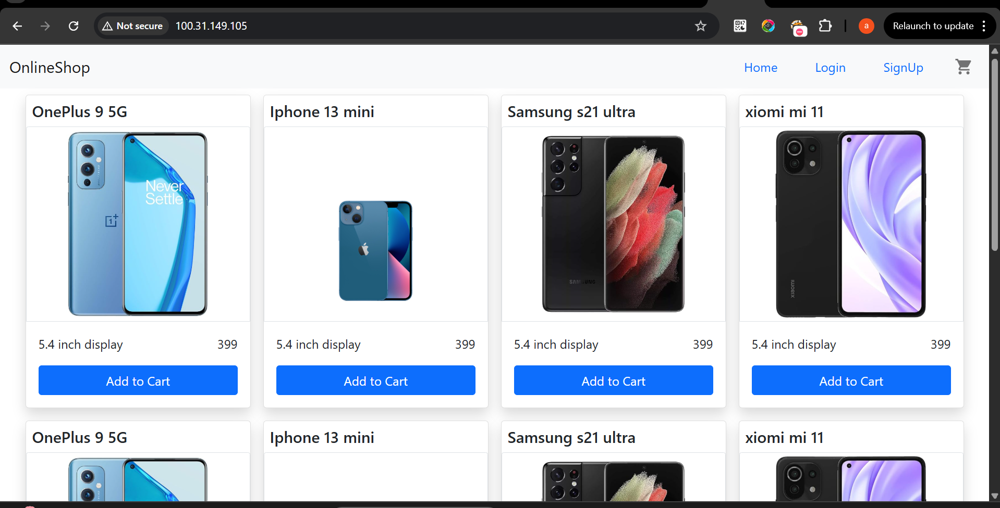 Not secure 100.31.149.105 a Relaunch to update
OnlineShop Home Login SignUp
OnePlus 9 5G Iphone 13 mini Samsung s21 ultra xiomi mi 11
Never
Settle
1+
SAMSUNG
xiaomi
5.4 inch display 399 5.4 inch display 399 5.4 inch display 399 5.4 inch display 399
Add to Cart Add to Cart Add to Cart Add to Cart
OnePlus 9 5G Iphone 13 mini Samsung s21 ultra xiomi mi 11